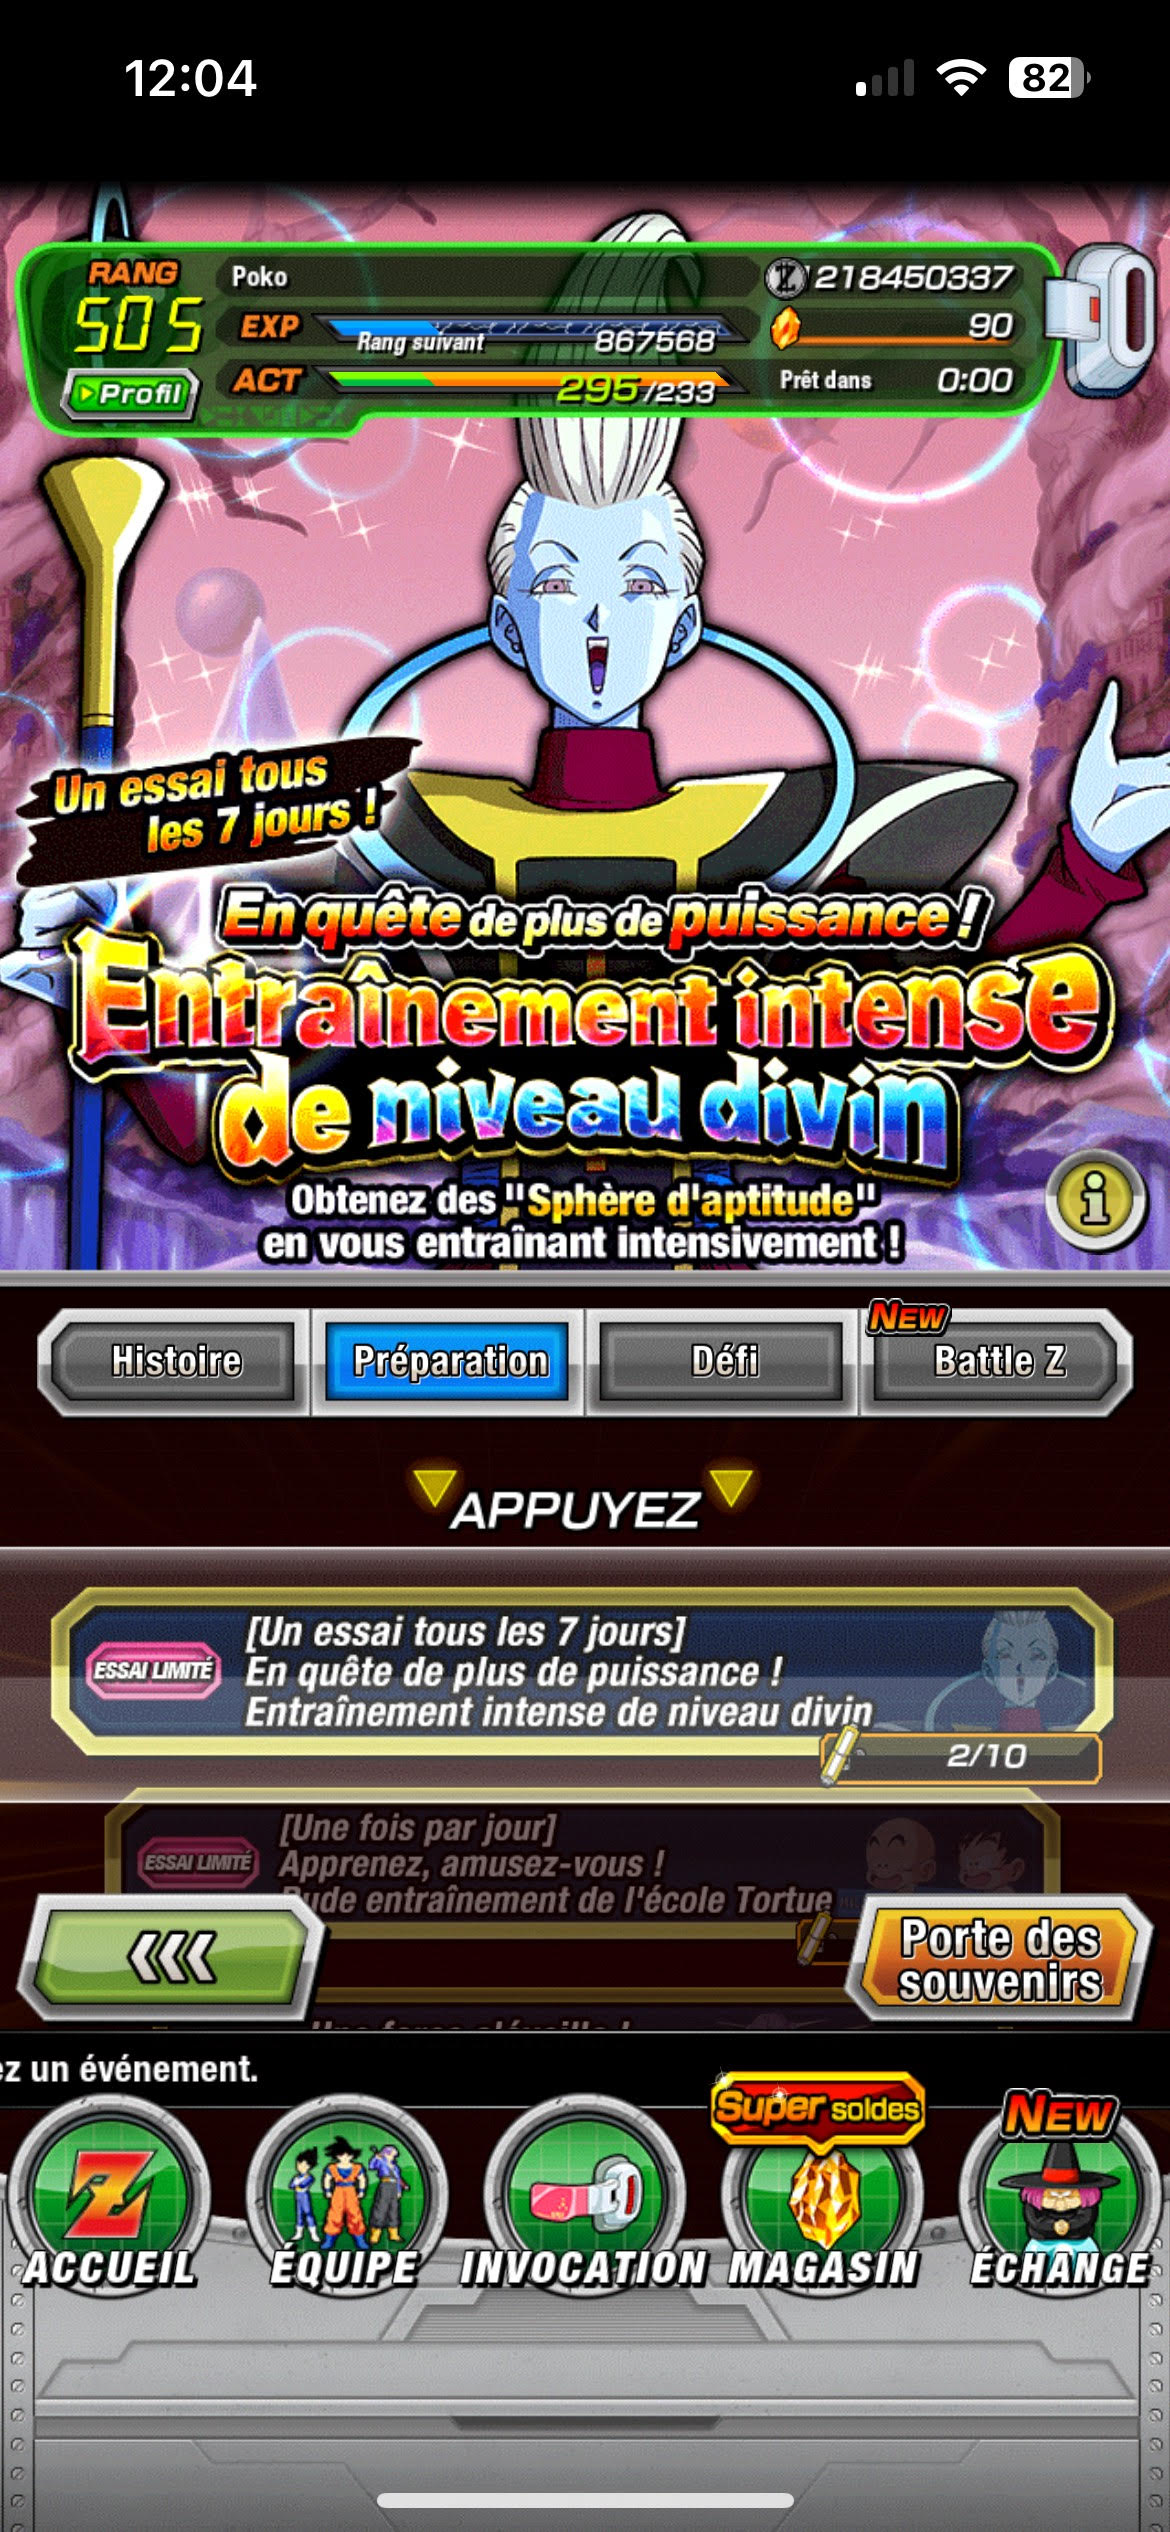 12:04
82
RANG
505
Profil
Poko
EXP
Rang suivant
867568
ACT
295/233
Z 218450337
90
Prêt dans 0:00
Un essai tous
les 7 jours !
En quête de plus de puissance !
Entraînement intense
de niveau divin
Obtenez des "Sphère d'aptitude"
en vous entraînant intensivement !
i
Histoire
Préparation
Défi
NEW
Battle Z
APPUYEZ
ESSAI LIMITÉ
[Un essai tous les 7 jours]
En quête de plus de puissance !
Entraînement intense de niveau divin
2/10
ESSAI LIMITÉ
[Une fois par jour]
Apprenez, amusez-vous !
Rude entraînement de l'école Tortue
Porte des
souvenirs
Une force s'éveille !
ez un événement.
Z
ACCUEIL
ÉQUIPE
INVOCATION
Super soldes
MAGASIN
NEW
ÉCHANGE